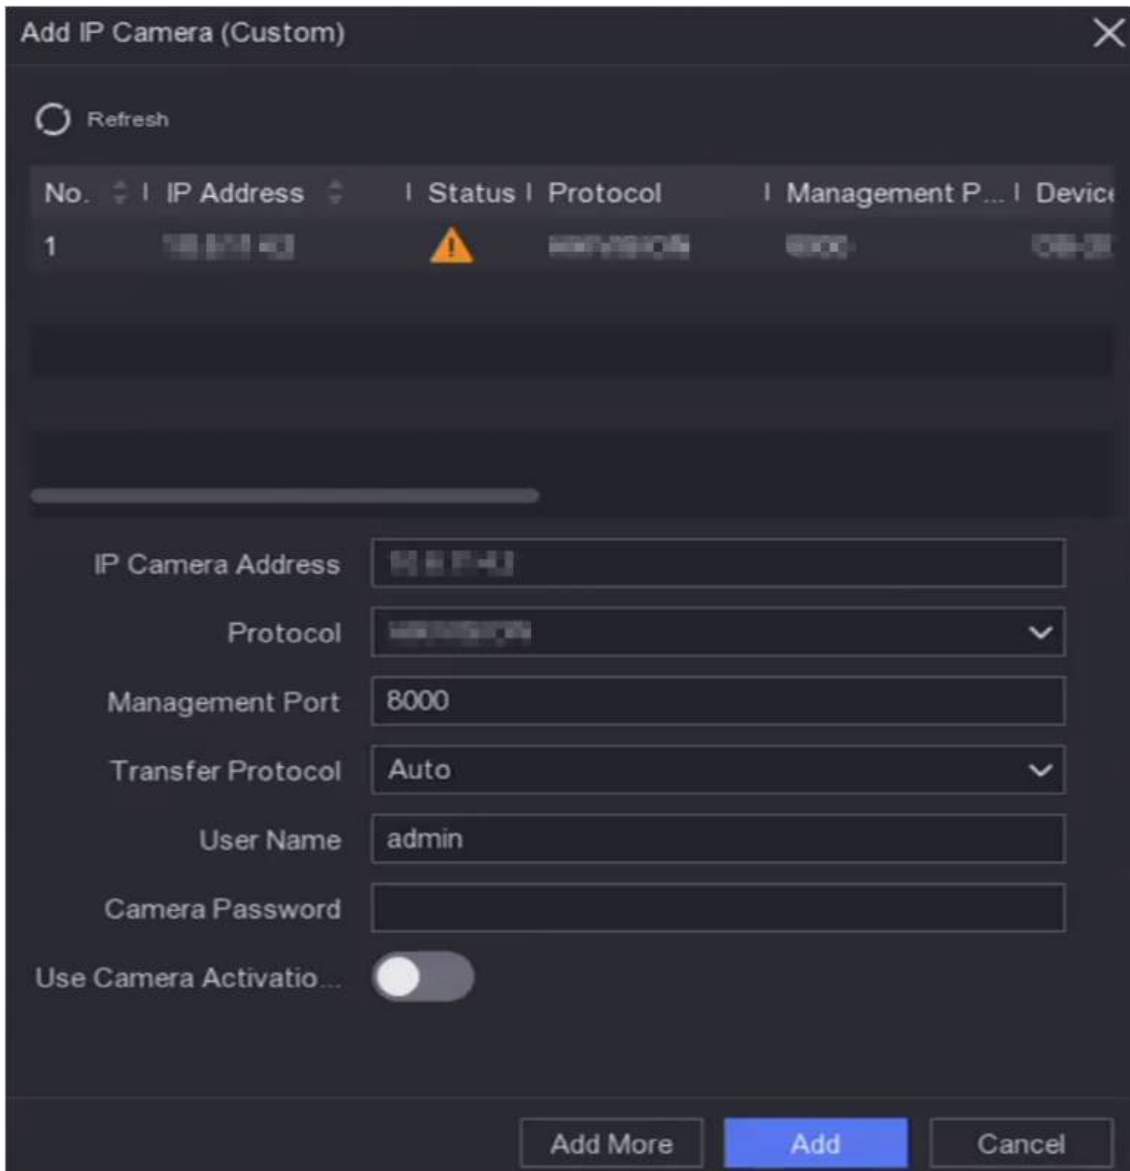 Add IP Camera (Custom)
Refresh
No. IP Address Status Protocol Management P... Device
1
IP Camera Address
Protocol
Management Port 8000
Transfer Protocol Auto
User Name admin
Camera Password
Use Camera Activatio...
Add More Add Cancel